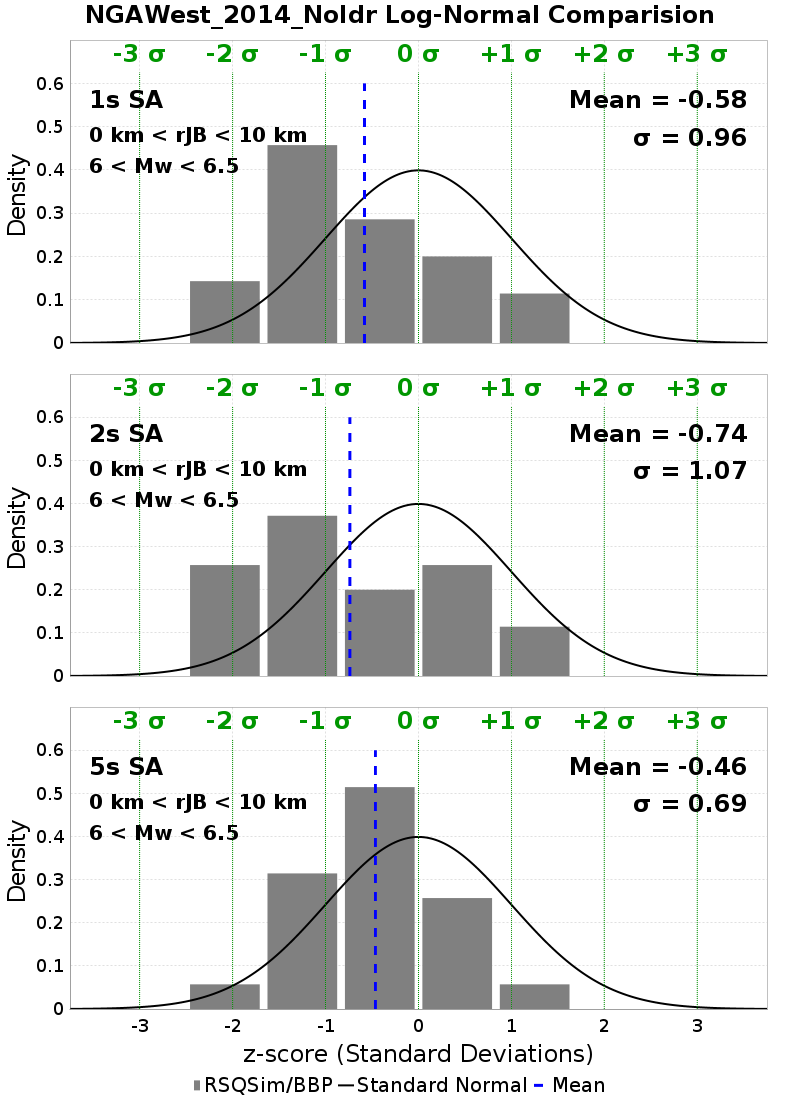 NGAWest_2014_NoIdr Log-Normal Comparision
-3 σ -2 σ -1 σ 0 σ +1 σ +2 σ +3 σ
1s SA
Mean = -0.58
0 km < rJB < 10 km
σ = 0.96
6 < Mw < 6.5
0.6
0.5
0.4
0.3
0.2
0.1
0
Density
-3 σ -2 σ -1 σ 0 σ +1 σ +2 σ +3 σ
2s SA
Mean = -0.74
0 km < rJB < 10 km
σ = 1.07
6 < Mw < 6.5
0.6
0.5
0.4
0.3
0.2
0.1
0
Density
-3 σ -2 σ -1 σ 0 σ +1 σ +2 σ +3 σ
5s SA
Mean = -0.46
0 km < rJB < 10 km
σ = 0.69
6 < Mw < 6.5
0.6
0.5
0.4
0.3
0.2
0.1
0
Density
-3 -2 -1 0 1 2 3
z-score (Standard Deviations)
RSQSim/BBP Standard Normal Mean